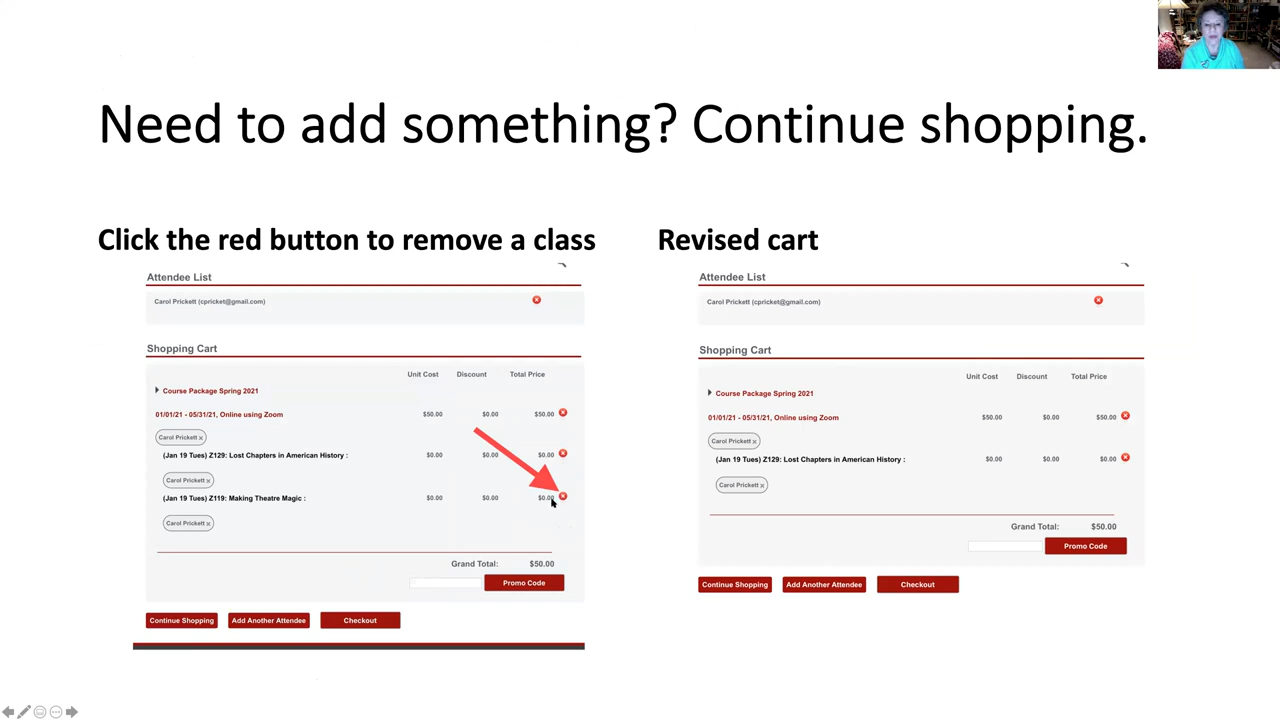 Need to add something? Continue shopping.
Click the red button to remove a class
Attendee List
Carol Prickett (cpricket@gmail.com)
Shopping Cart
Unit Cost Discount Total Price
Course Package Spring 2021
01/01/21 - 05/31/21, Online using Zoom $50.00 $0.00 $50.00
Carol Prickett x
(Jan 19 Tues) Z129: Lost Chapters in American History : $0.00 $0.00 $0.00
Carol Prickett x
(Jan 19 Tues) Z119: Making Theatre Magic : $0.00 $0.00 $0.00
Carol Prickett x
Grand Total: $50.00
Promo Code
Continue Shopping Add Another Attendee Checkout
Revised cart
Attendee List
Carol Prickett (cpricket@gmail.com)
Shopping Cart
Unit Cost Discount Total Price
Course Package Spring 2021
01/01/21 - 05/31/21, Online using Zoom $50.00 $0.00 $50.00
Carol Prickett x
(Jan 19 Tues) Z129: Lost Chapters in American History : $0.00 $0.00 $0.00
Carol Prickett x
Grand Total: $50.00
Promo Code
Continue Shopping Add Another Attendee Checkout